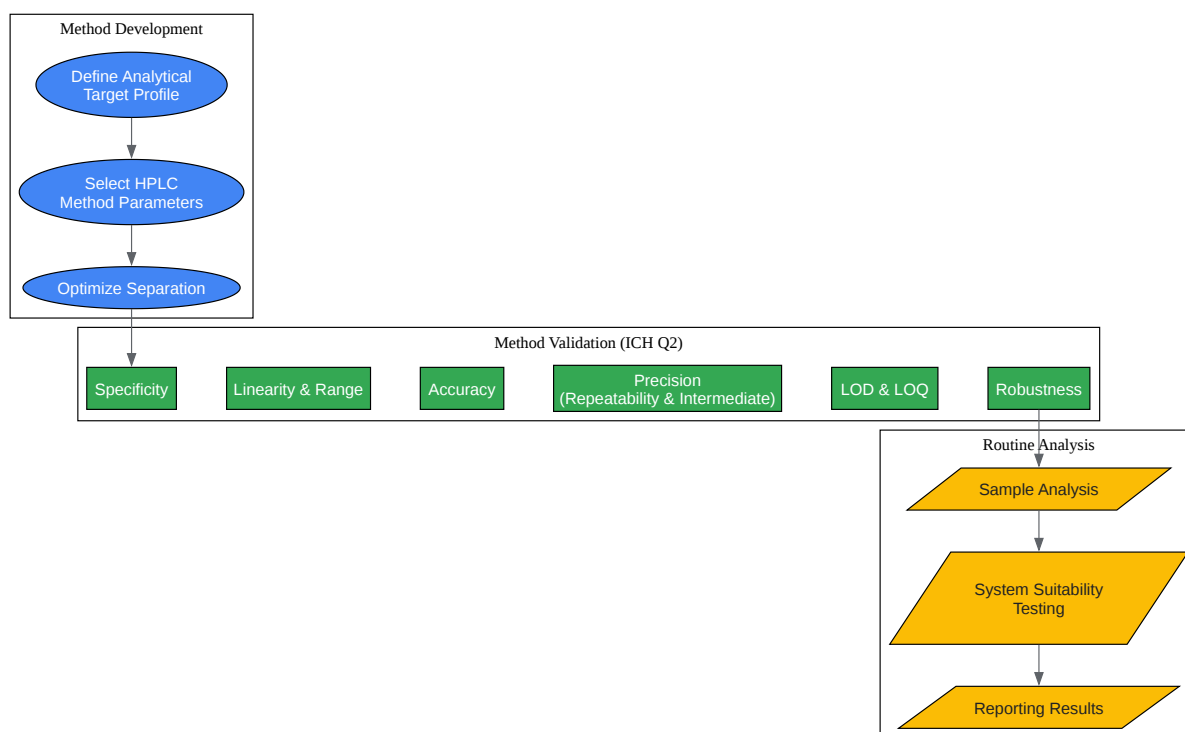 Method Development
Define Analytical
Target Profile
Select HPLC
Method Parameters
Optimize Separation
Method Validation (ICH Q2)
Specificity
Linearity & Range
Accuracy
Precision
(Repeatability & Intermediate)
LOD & LOQ
Robustness
Routine Analysis
Sample Analysis
System Suitability
Testing
Reporting Results